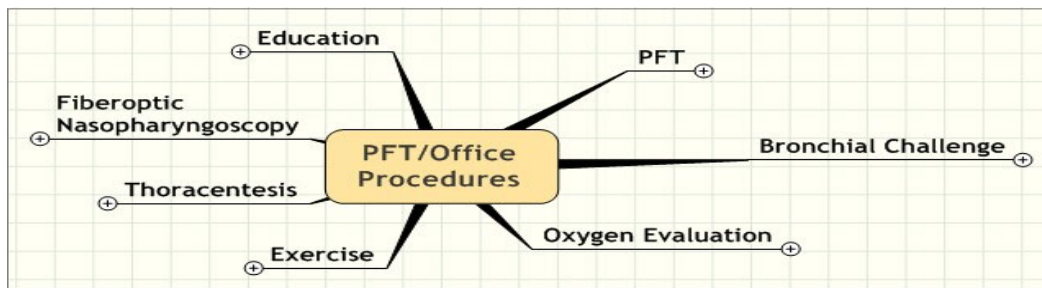 Education
PFT
Fiberoptic
Nasopharyngoscopy
PFT/Office
Procedures
Bronchial Challenge
Thoracentesis
Oxygen Evaluation
Exercise